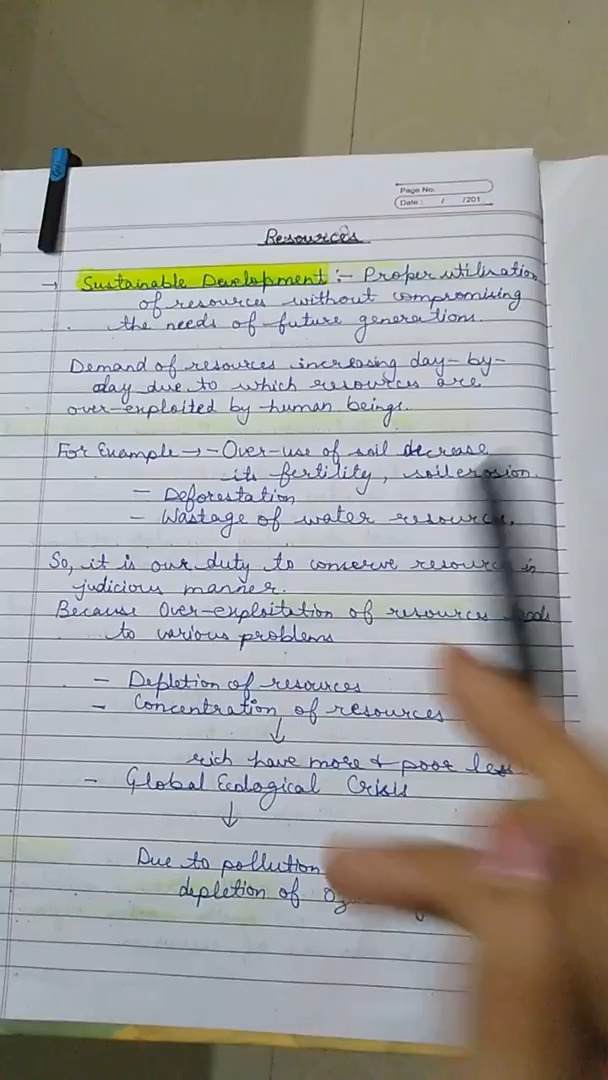 Page No.
Date: / /201
Resources
→ Sustainable Development :- Proper utilisation
of resources without compromising
the needs of future generations.
Demand of resources increasing day-by-
day due to which resources are
over-exploited by human beings.
For Example → - Over-use of soil decrease
its fertility, soil erosion.
- Deforestation
- Wastage of water
So, it is our duty to conserve in
judicious manner.
Because Over-exploitation of resources
to various problems
- Depletion of resources
- Concentration of resources
↓
rich have more & poor less
- Global Ecological Crisis
↓
Due to pollution
depletion of